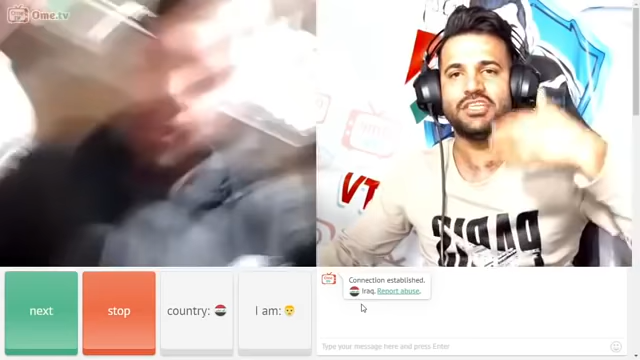 Ome.tv
Connection established.
Iraq. Report abuse.
next
stop
country:
I am:
Type your message here and press Enter